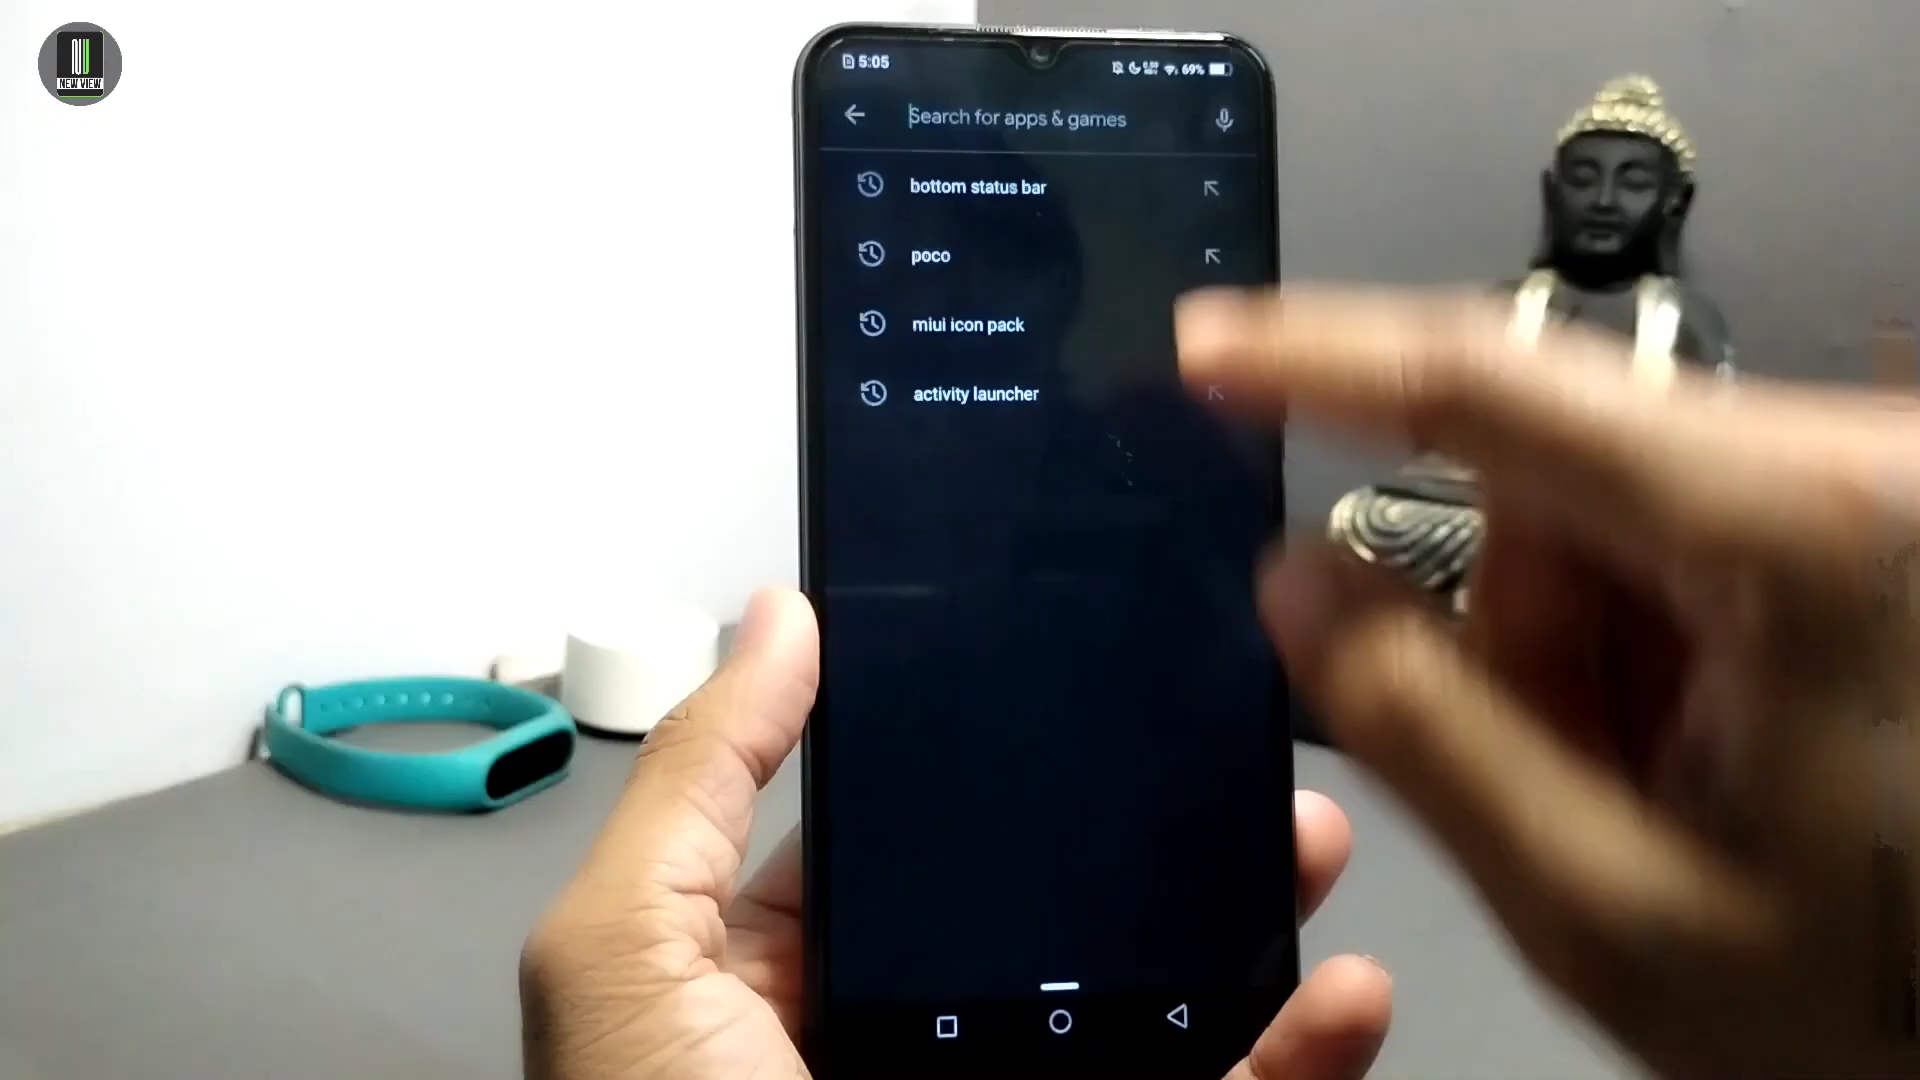 NEW VIEW
5:05
69%
Search for apps & games
bottom status bar
poco
miui icon pack
activity launcher